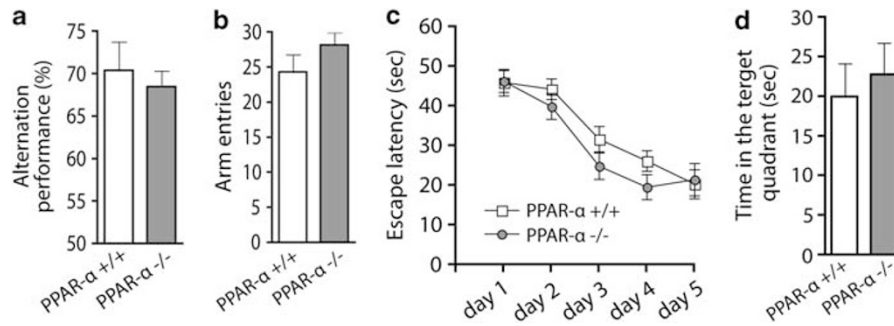 a
Alternation
performance (%)
75
70
65
60
55
50
PPAR-α +/+
PPAR-α -/-
b
Arm entries
30
25
20
15
10
5
0
PPAR-α +/+
PPAR-α -/-
c
Escape latency (sec)
60
50
40
30
20
10
0
PPAR-α +/+
PPAR-α -/-
day 1
day 2
day 3
day 4
day 5
d
Time in the terget
quadrant (sec)
30
25
20
15
10
5
0
PPAR-α +/+
PPAR-α -/-